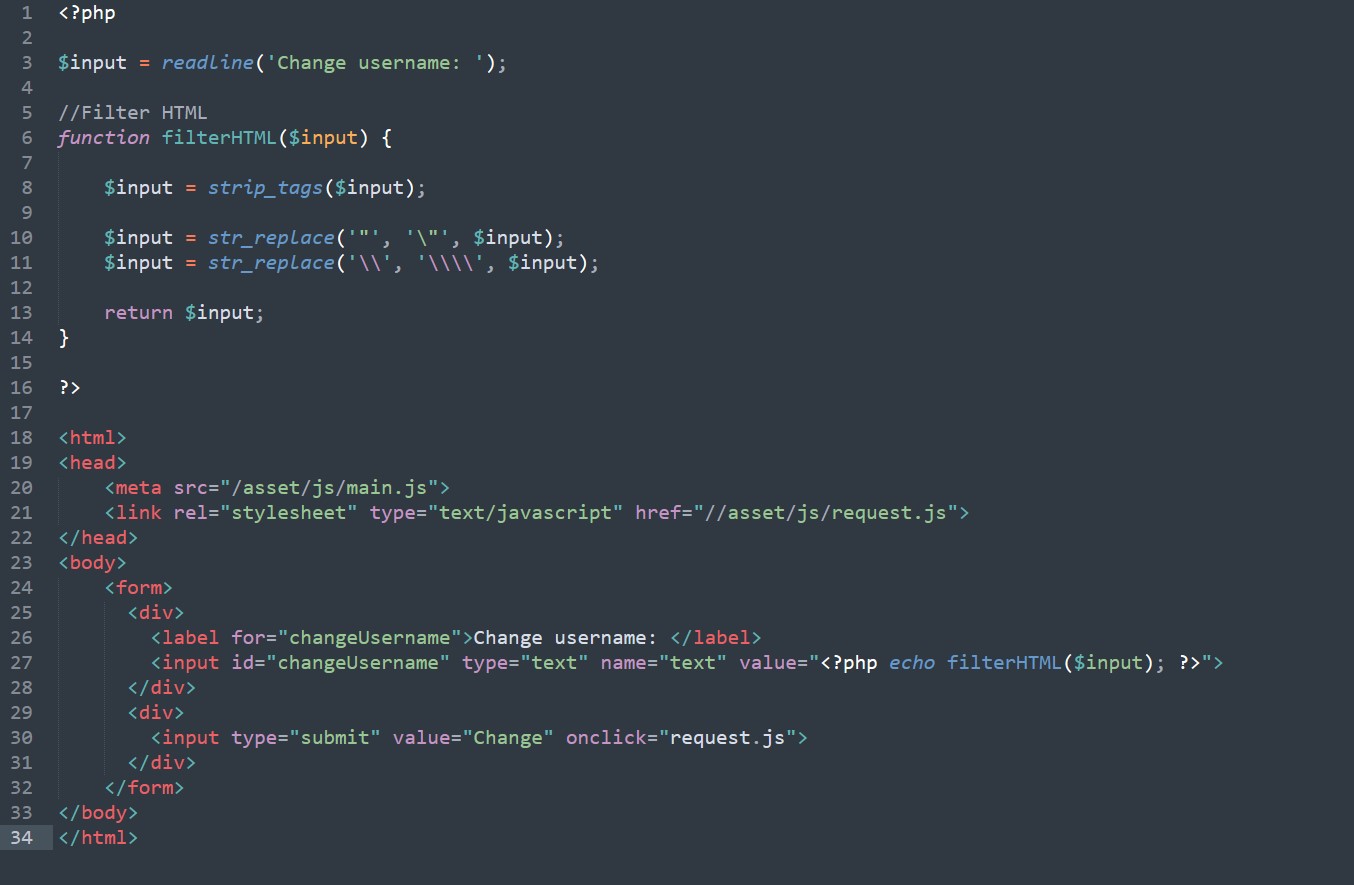 1 <?php
2
3 $input = readline('Change username: ');
4
5 //Filter HTML
6 function filterHTML($input) {
7
8     $input = strip_tags($input);
9
10     $input = str_replace('"', '\"', $input);
11     $input = str_replace('\\', '\\\\', $input);
12
13     return $input;
14 }
15
16 ?>
17
18 <html>
19 <head>
20     <meta src="/asset/js/main.js">
21     <link rel="stylesheet" type="text/javascript" href="//asset/js/request.js">
22 </head>
23 <body>
24     <form>
25       <div>
26         <label for="changeUsername">Change username: </label>
27         <input id="changeUsername" type="text" name="text" value="<?php echo filterHTML($input); ?>">
28       </div>
29       <div>
30         <input type="submit" value="Change" onclick="request.js">
31       </div>
32     </form>
33 </body>
34 </html>